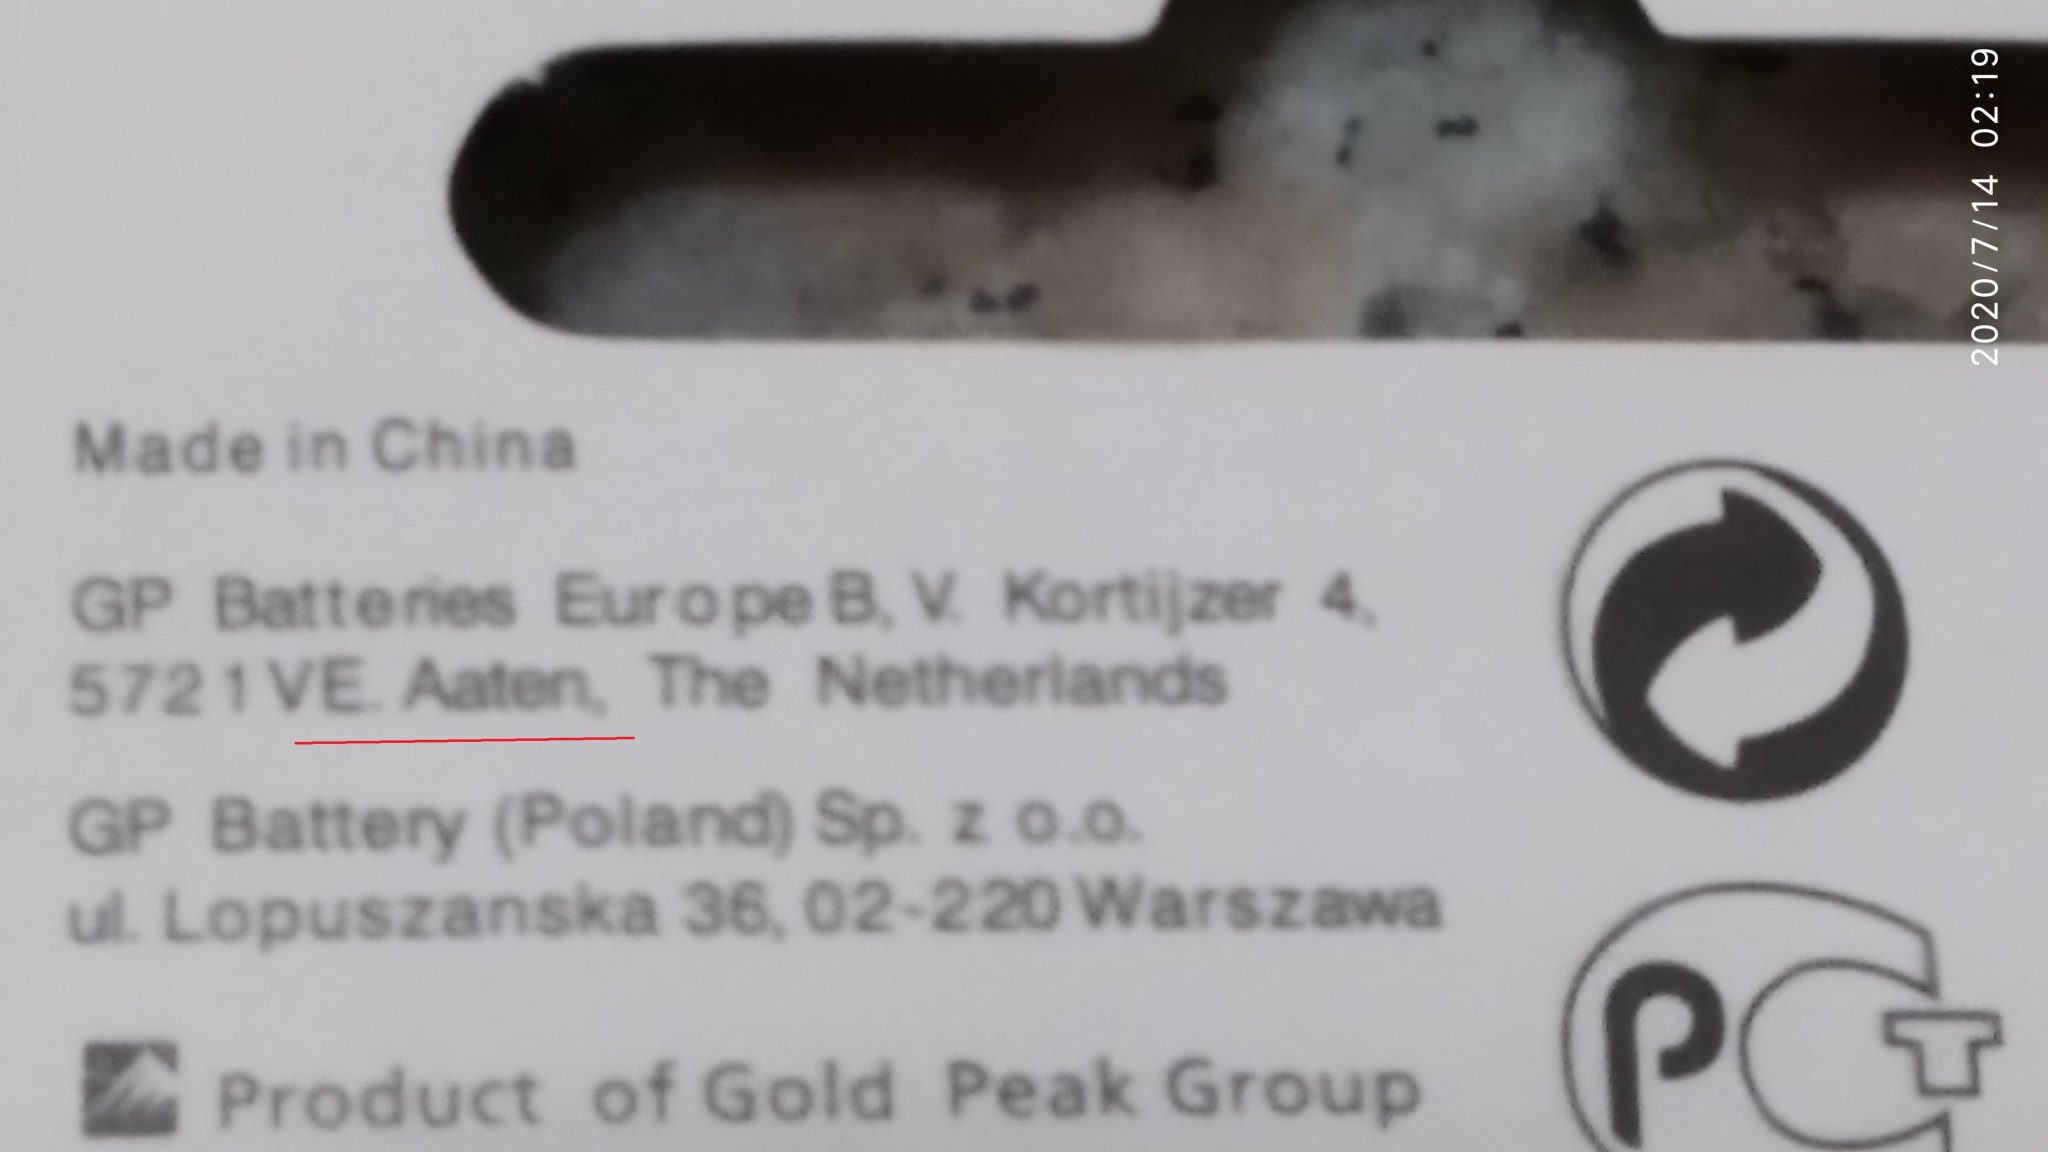 2020/7/14 02:19
Made in China
GP Batteries Europe B, V. Kortijzer 4,
5721 VE. Aaten, The Netherlands
GP Battery (Poland) Sp. z o.o.
ul. Lopuszanska 36, 02-220 Warszawa
Product of Gold Peak Group
PCT